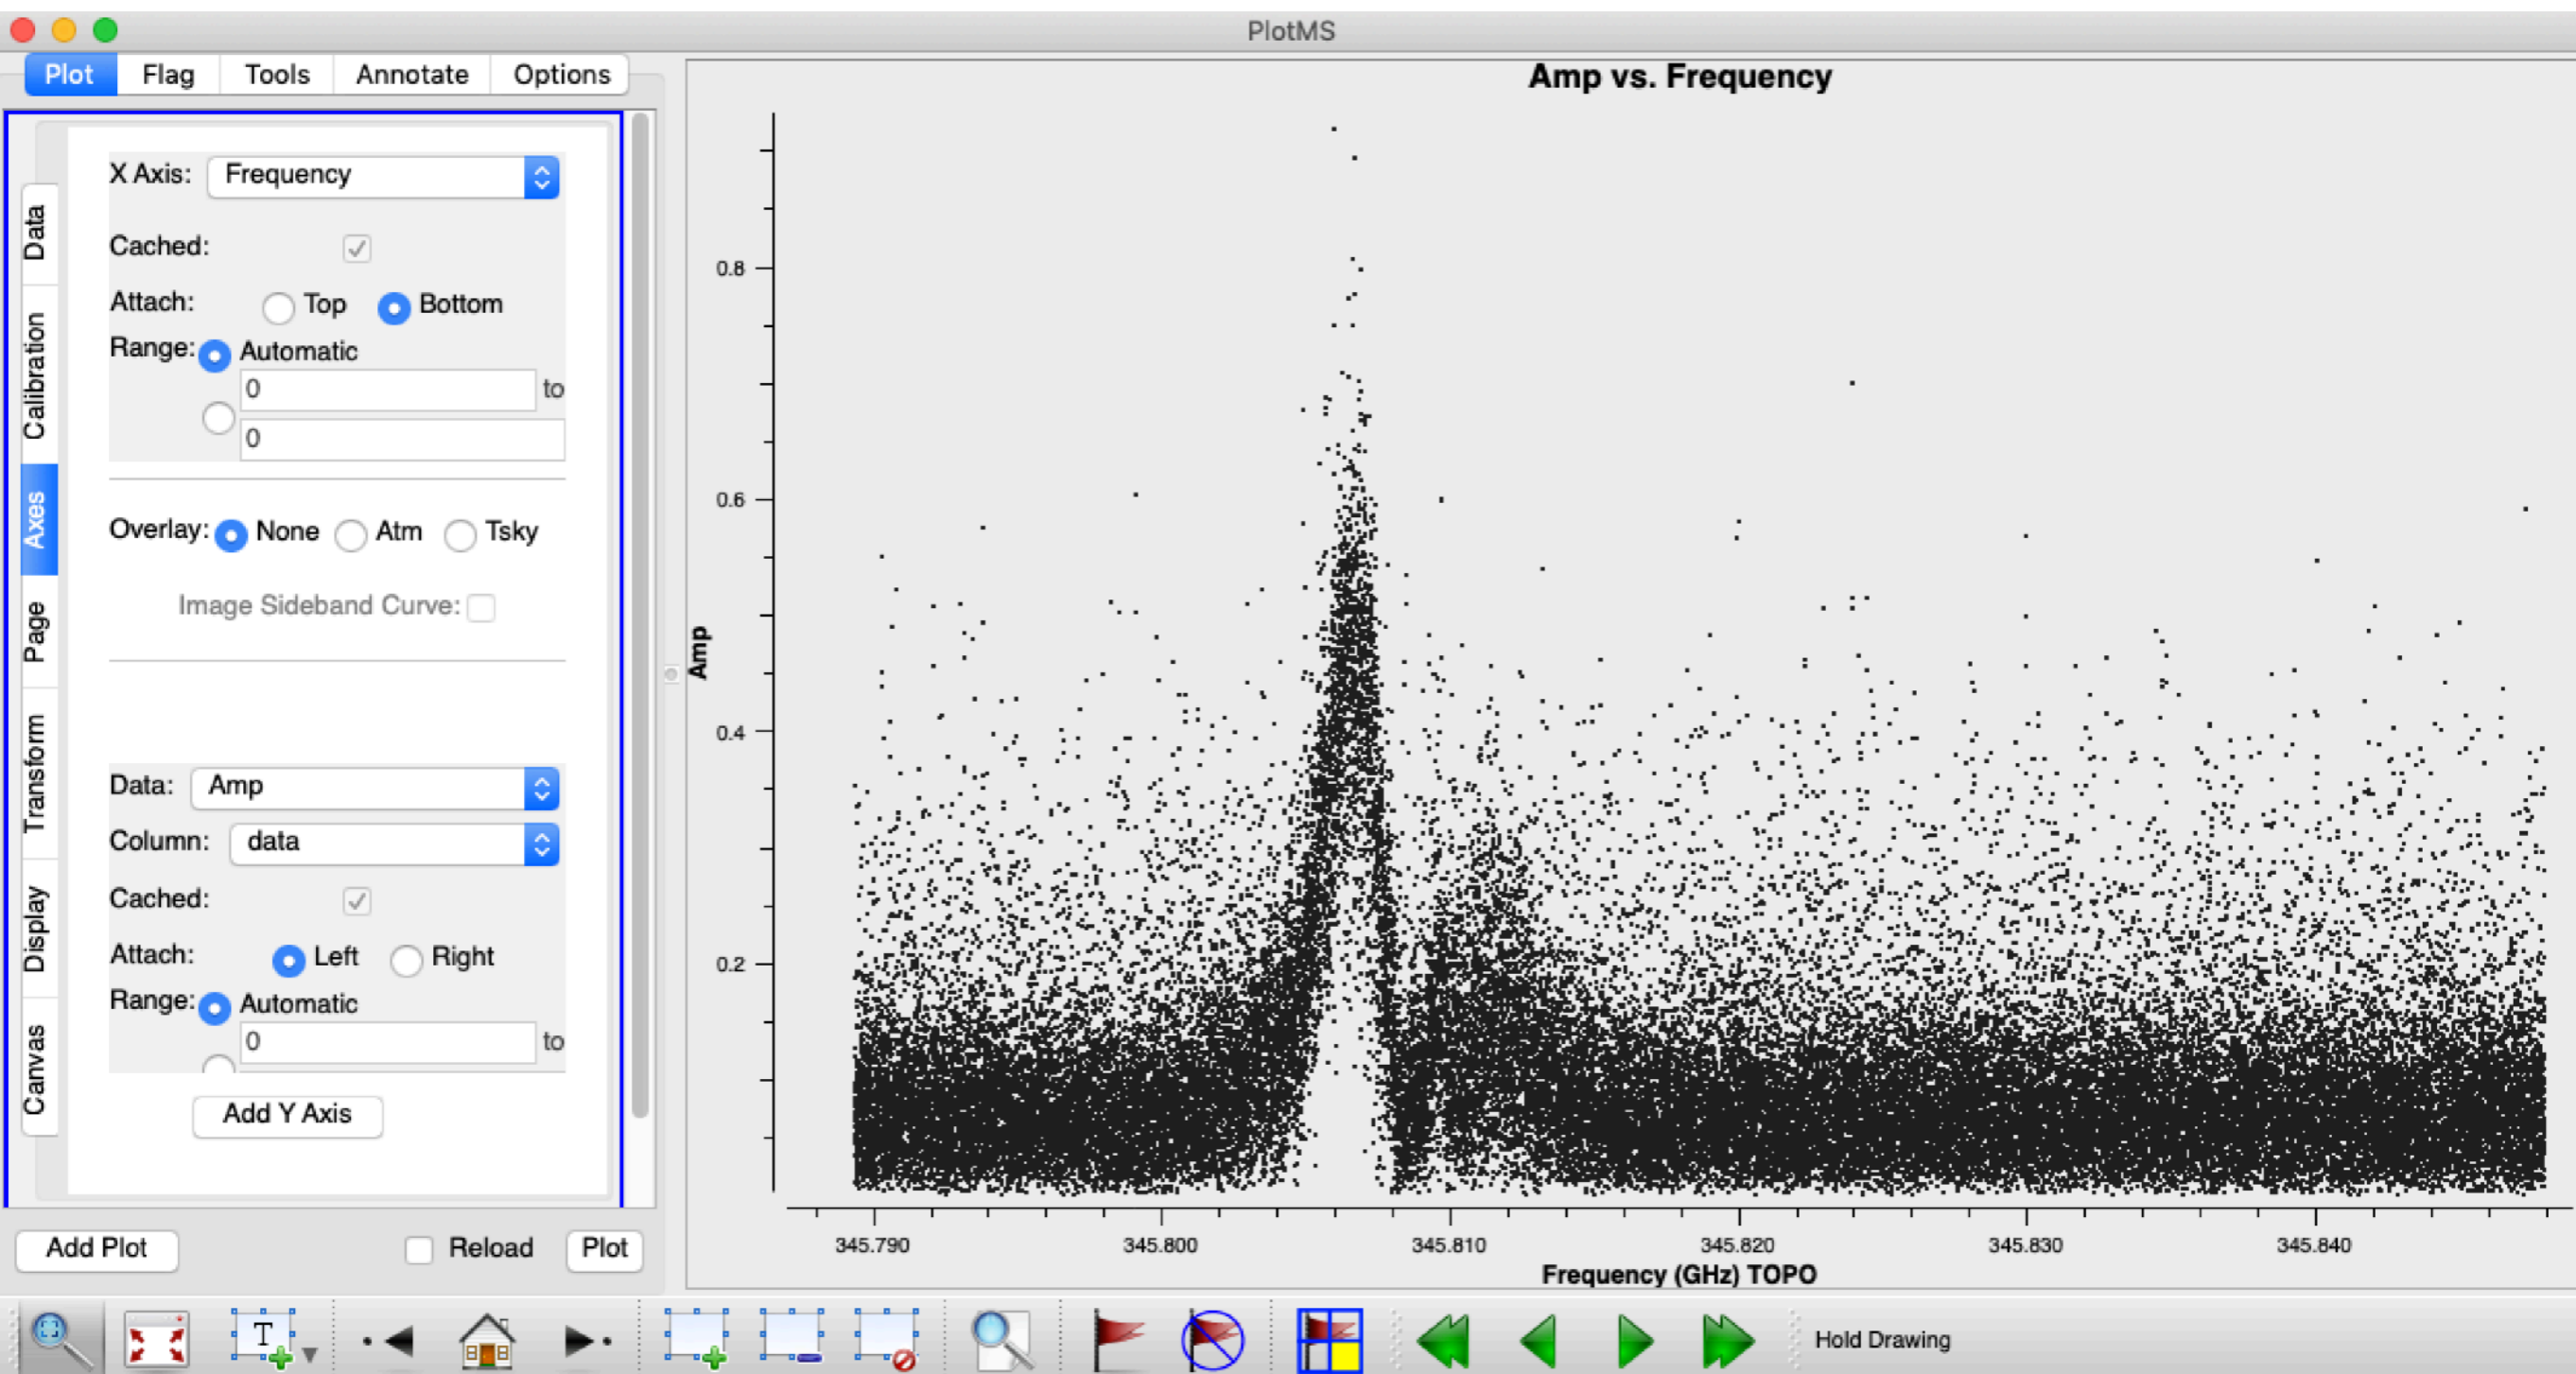 PlotMS
Plot Flag Tools Annotate Options
Data
Calibration
Axes
Page
Transform
Display
Canvas
X Axis: Frequency
Cached:
Attach: Top Bottom
Range: Automatic
0 to
0
Overlay: None Atm Tsky
Image Sideband Curve:
Data: Amp
Column: data
Cached:
Attach: Left Right
Range: Automatic
0 to
Add Y Axis
Add Plot Reload Plot
Amp vs. Frequency
Amp
0.8
0.6
0.4
0.2
345.790 345.800 345.810 345.820 345.830 345.840
Frequency (GHz) TOPO
T
Hold Drawing